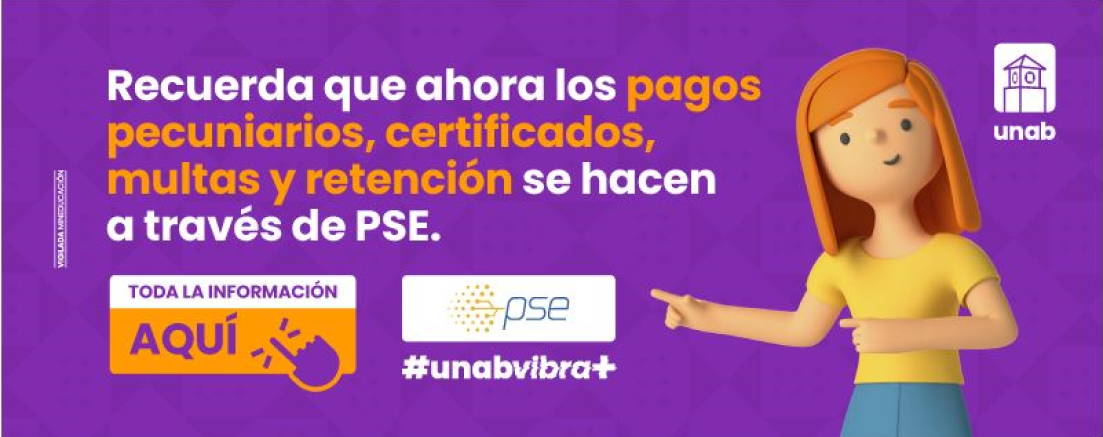 Recuerda que ahora los pagos
pecuniarios, certificados,
multas y retención se hacen
a través de PSE.
TODA LA INFORMACIÓN
AQUÍ
pse
#unabvibra+
unab
VIGILADA MINEDUCACIÓN